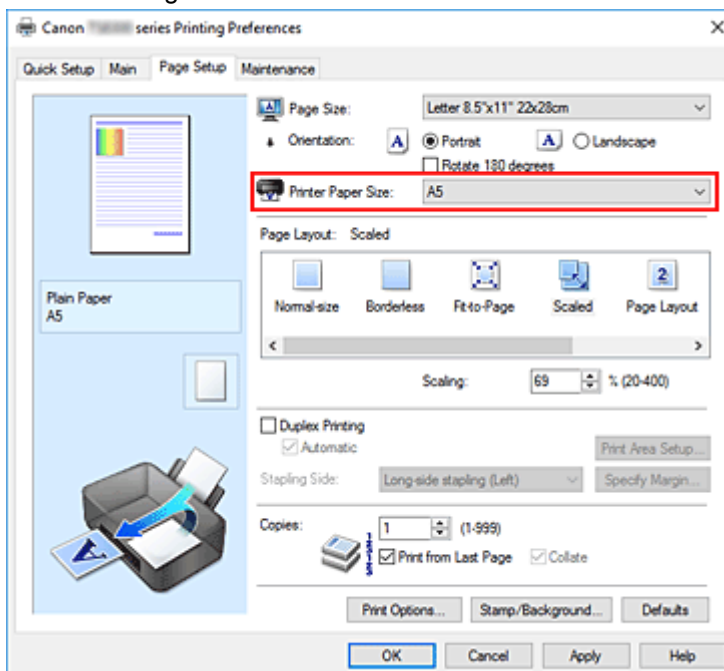 Canon series Printing Preferences
Quick Setup Main Page Setup Maintenance
Page Size: Letter 8.5"x11" 22x28cm
Orientation: A Portrait A Landscape
Rotate 180 degrees
Printer Paper Size: A5
Page Layout: Scaled
2
Normal-size Borderless Fit-to-Page Scaled Page Layout
Plain Paper
A5
Scaling: 69 % (20-400)
Duplex Printing
Automatic Print Area Setup...
Stapling Side: Long-side stapling (Left) Specify Margin...
Copies: 1 (1-999)
Print from Last Page Collate
A
Print Options... Stamp/Background... Defaults
OK Cancel Apply Help